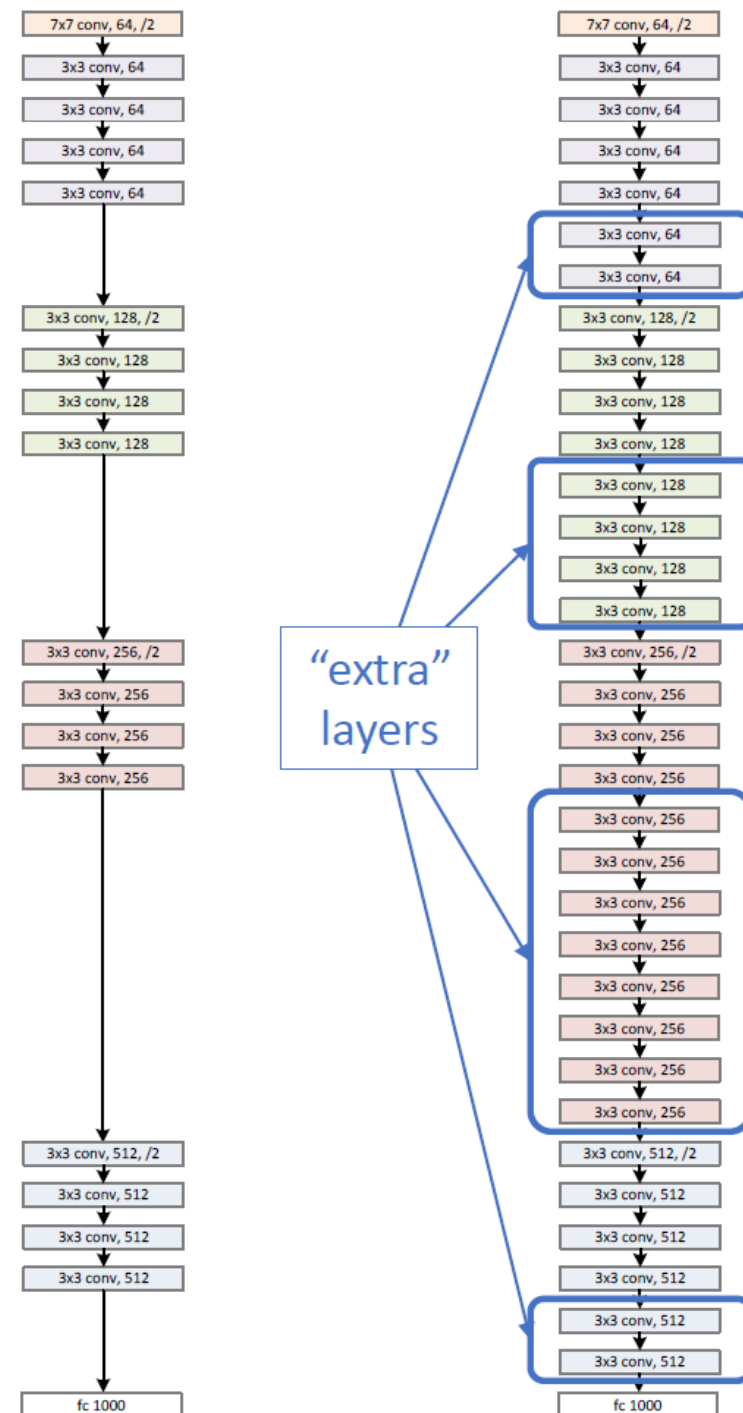 7x7 conv, 64, /2
3x3 conv, 64
3x3 conv, 64
3x3 conv, 64
3x3 conv, 64
3x3 conv, 128, /2
3x3 conv, 128
3x3 conv, 128
3x3 conv, 128
3x3 conv, 256, /2
3x3 conv, 256
3x3 conv, 256
3x3 conv, 256
3x3 conv, 512, /2
3x3 conv, 512
3x3 conv, 512
3x3 conv, 512
fc 1000
“extra”
layers
7x7 conv, 64, /2
3x3 conv, 64
3x3 conv, 64
3x3 conv, 64
3x3 conv, 64
3x3 conv, 64
3x3 conv, 64
3x3 conv, 128, /2
3x3 conv, 128
3x3 conv, 128
3x3 conv, 128
3x3 conv, 128
3x3 conv, 128
3x3 conv, 128
3x3 conv, 128
3x3 conv, 256, /2
3x3 conv, 256
3x3 conv, 256
3x3 conv, 256
3x3 conv, 256
3x3 conv, 256
3x3 conv, 256
3x3 conv, 256
3x3 conv, 256
3x3 conv, 256
3x3 conv, 256
3x3 conv, 256
3x3 conv, 512, /2
3x3 conv, 512
3x3 conv, 512
3x3 conv, 512
3x3 conv, 512
3x3 conv, 512
fc 1000